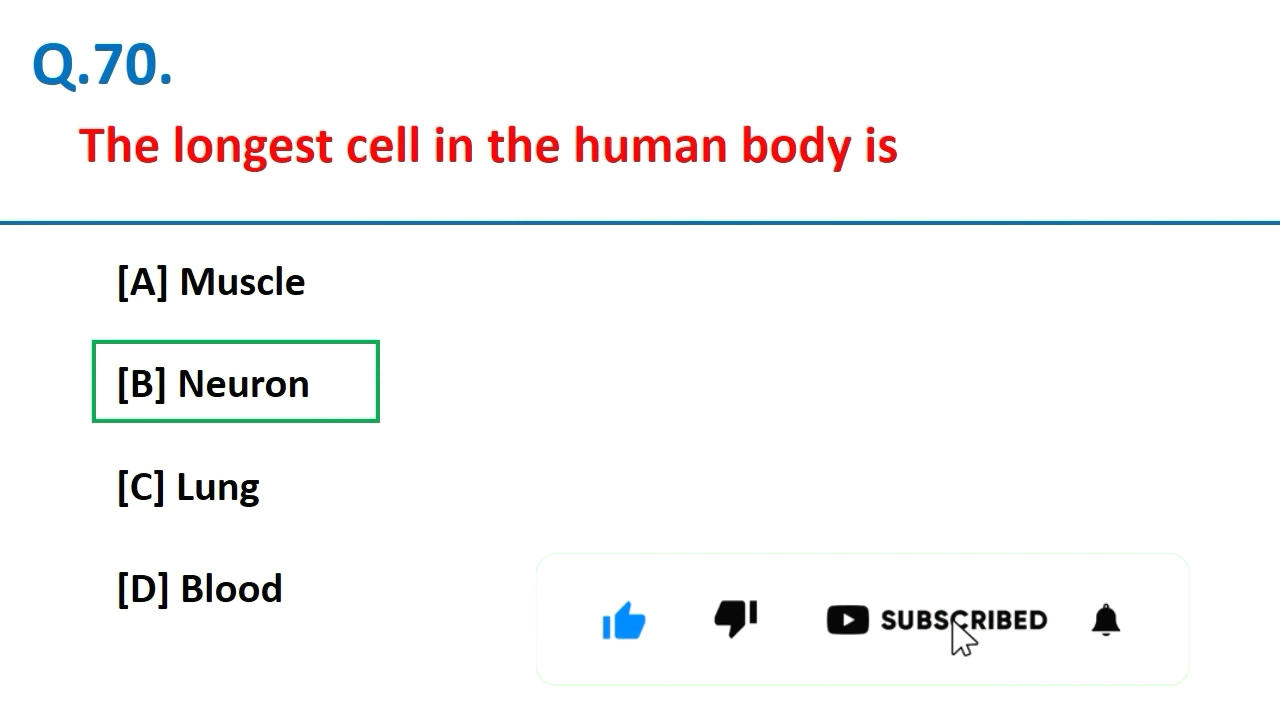 Q.70.
The longest cell in the human body is
[A] Muscle
[B] Neuron
[C] Lung
[D] Blood
SUBSCRIBED